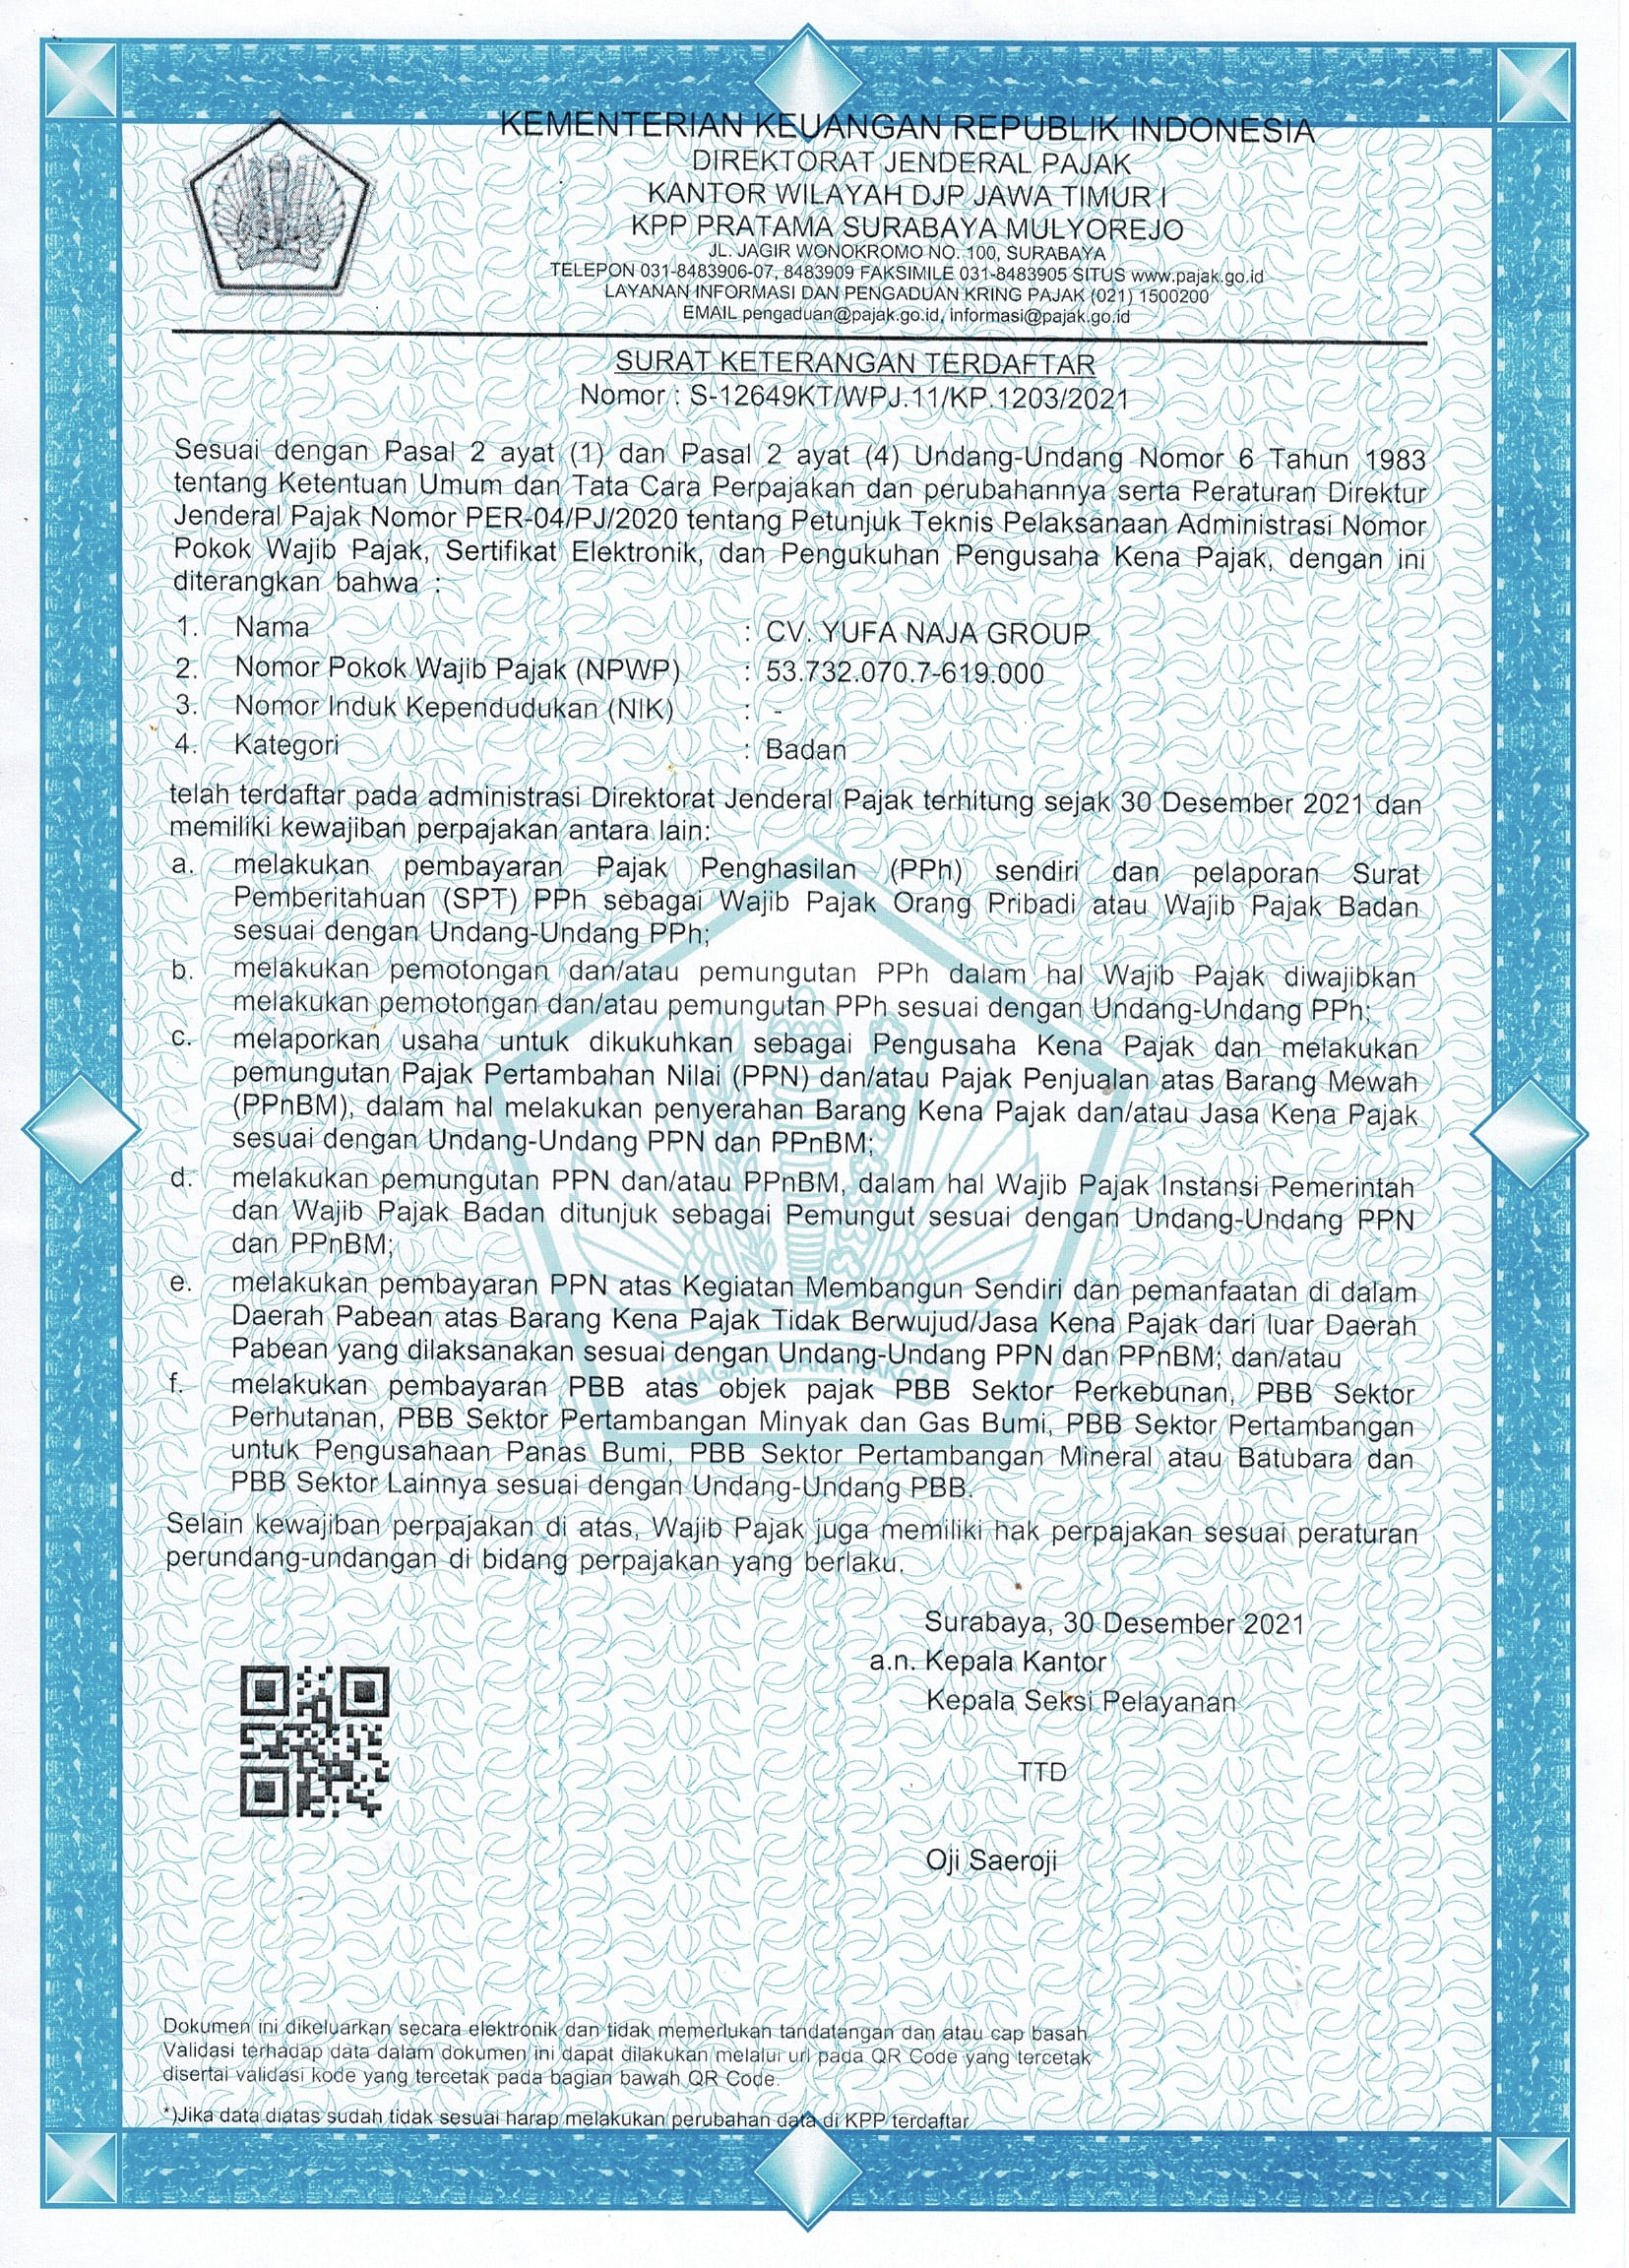 KEMENTERIAN KEUANGAN REPUBLIK INDONESIA
DIREKTORAT JENDERAL PAJAK
KANTOR WILAYAH DJP JAWA TIMUR I
KPP PRATAMA SURABAYA MULYOREJO
JL. JAGIR WONOKROMO NO. 100, SURABAYA
TELEPON 031-8483906-07, 8483909 FAKSIMILE 031-8483905 SITUS www.pajak.go.id
LAYANAN INFORMASI DAN PENGADUAN KRING PAJAK (021) 1500200
EMAIL pengaduan@pajak.go.id, informasi@pajak.go.id
SURAT KETERANGAN TERDAFTAR
Nomor : S-12649KT/WPJ.11/KP.1203/2021
Sesuai dengan Pasal 2 ayat (1) dan Pasal 2 ayat (4) Undang-Undang Nomor 6 Tahun 1983
tentang Ketentuan Umum dan Tata Cara Perpajakan dan perubahannya serta Peraturan Direktur
Jenderal Pajak Nomor PER-04/PJ/2020 tentang Petunjuk Teknis Pelaksanaan Administrasi Nomor
Pokok Wajib Pajak, Sertifikat Elektronik, dan Pengukuhan Pengusaha Kena Pajak, dengan ini
diterangkan bahwa :
1. Nama : CV. YUFA NAJA GROUP
2. Nomor Pokok Wajib Pajak (NPWP) : 53.732.070.7-619.000
3. Nomor Induk Kependudukan (NIK) : -
4. Kategori : Badan
telah terdaftar pada administrasi Direktorat Jenderal Pajak terhitung sejak 30 Desember 2021 dan
memiliki kewajiban perpajakan antara lain:
a. melakukan pembayaran Pajak Penghasilan (PPh) sendiri dan pelaporan Surat
Pemberitahuan (SPT) PPh sebagai Wajib Pajak Orang Pribadi atau Wajib Pajak Badan
sesuai dengan Undang-Undang PPh;
b. melakukan pemotongan dan/atau pemungutan PPh dalam hal Wajib Pajak diwajibkan
melakukan pemotongan dan/atau pemungutan PPh sesuai dengan Undang-Undang PPh;
c. melaporkan usaha untuk dikukuhkan sebagai Pengusaha Kena Pajak dan melakukan
pemungutan Pajak Pertambahan Nilai (PPN) dan/atau Pajak Penjualan atas Barang Mewah
(PPnBM), dalam hal melakukan penyerahan Barang Kena Pajak dan/atau Jasa Kena Pajak
sesuai dengan Undang-Undang PPN dan PPnBM;
d. melakukan pemungutan PPN dan/atau PPnBM, dalam hal Wajib Pajak Instansi Pemerintah
dan Wajib Pajak Badan ditunjuk sebagai Pemungut sesuai dengan Undang-Undang PPN
dan PPnBM;
e. melakukan pembayaran PPN atas Kegiatan Membangun Sendiri dan pemanfaatan di dalam
Daerah Pabean atas Barang Kena Pajak Tidak Berwujud/Jasa Kena Pajak dari luar Daerah
Pabean yang dilaksanakan sesuai dengan Undang-Undang PPN dan PPnBM; dan/atau
f. melakukan pembayaran PBB atas objek pajak PBB Sektor Perkebunan, PBB Sektor
Perhutanan, PBB Sektor Pertambangan Minyak dan Gas Bumi, PBB Sektor Pertambangan
untuk Pengusahaan Panas Bumi, PBB Sektor Pertambangan Mineral atau Batubara dan
PBB Sektor Lainnya sesuai dengan Undang-Undang PBB.
Selain kewajiban perpajakan di atas, Wajib Pajak juga memiliki hak perpajakan sesuai peraturan
perundang-undangan di bidang perpajakan yang berlaku.
Surabaya, 30 Desember 2021
a.n. Kepala Kantor
Kepala Seksi Pelayanan
TTD
Oji Saeroji
Dokumen ini dikeluarkan secara elektronik dan tidak memerlukan tandatangan dan atau cap basah.
Validasi terhadap data dalam dokumen ini dapat dilakukan melalui url pada QR Code yang tercetak
disertai validasi kode yang tercetak pada bagian bawah QR Code.
*)Jika data diatas sudah tidak sesuai harap melakukan perubahan data di KPP terdaftar